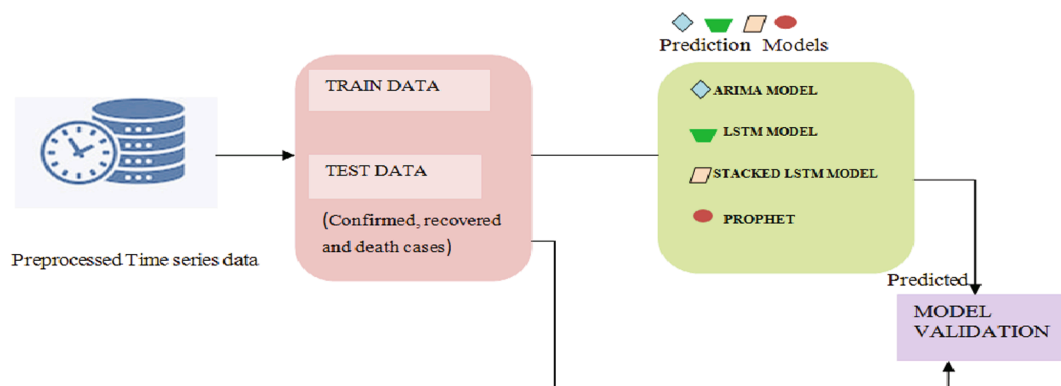 Prediction Models
TRAIN DATA
TEST DATA
(Confirmed, recovered
and death cases)
Preprocessed Time series data
ARIMA MODEL
LSTM MODEL
STACKED LSTM MODEL
PROPHET
Predicted
MODEL
VALIDATION